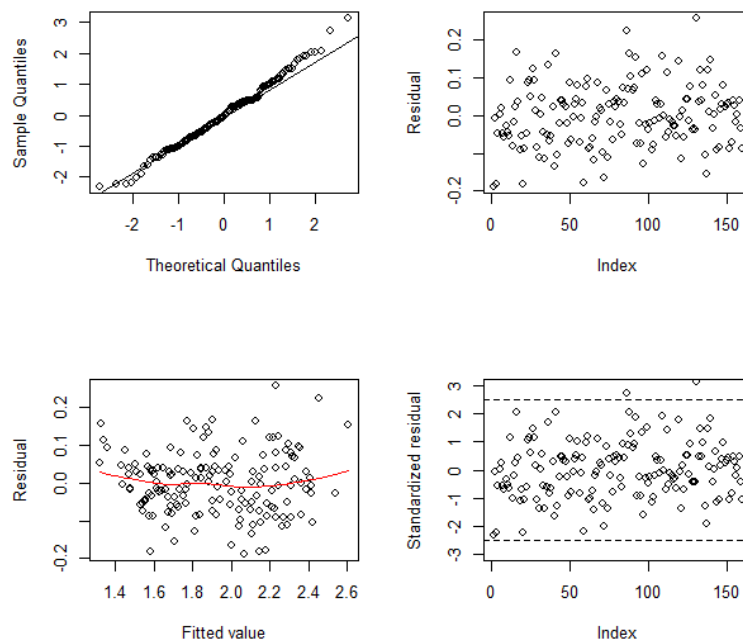 Sample Quantiles
3
2
1
0
-1
-2
-2 -1 0 1 2
Theoretical Quantiles
Residual
0.2
0.0
-0.2
0 50 100 150
Index
Residual
0.2
0.1
0.0
-0.2
1.4 1.6 1.8 2.0 2.2 2.4 2.6
Fitted value
Standardized residual
3
2
1
0
-1
-2
-3
0 50 100 150
Index